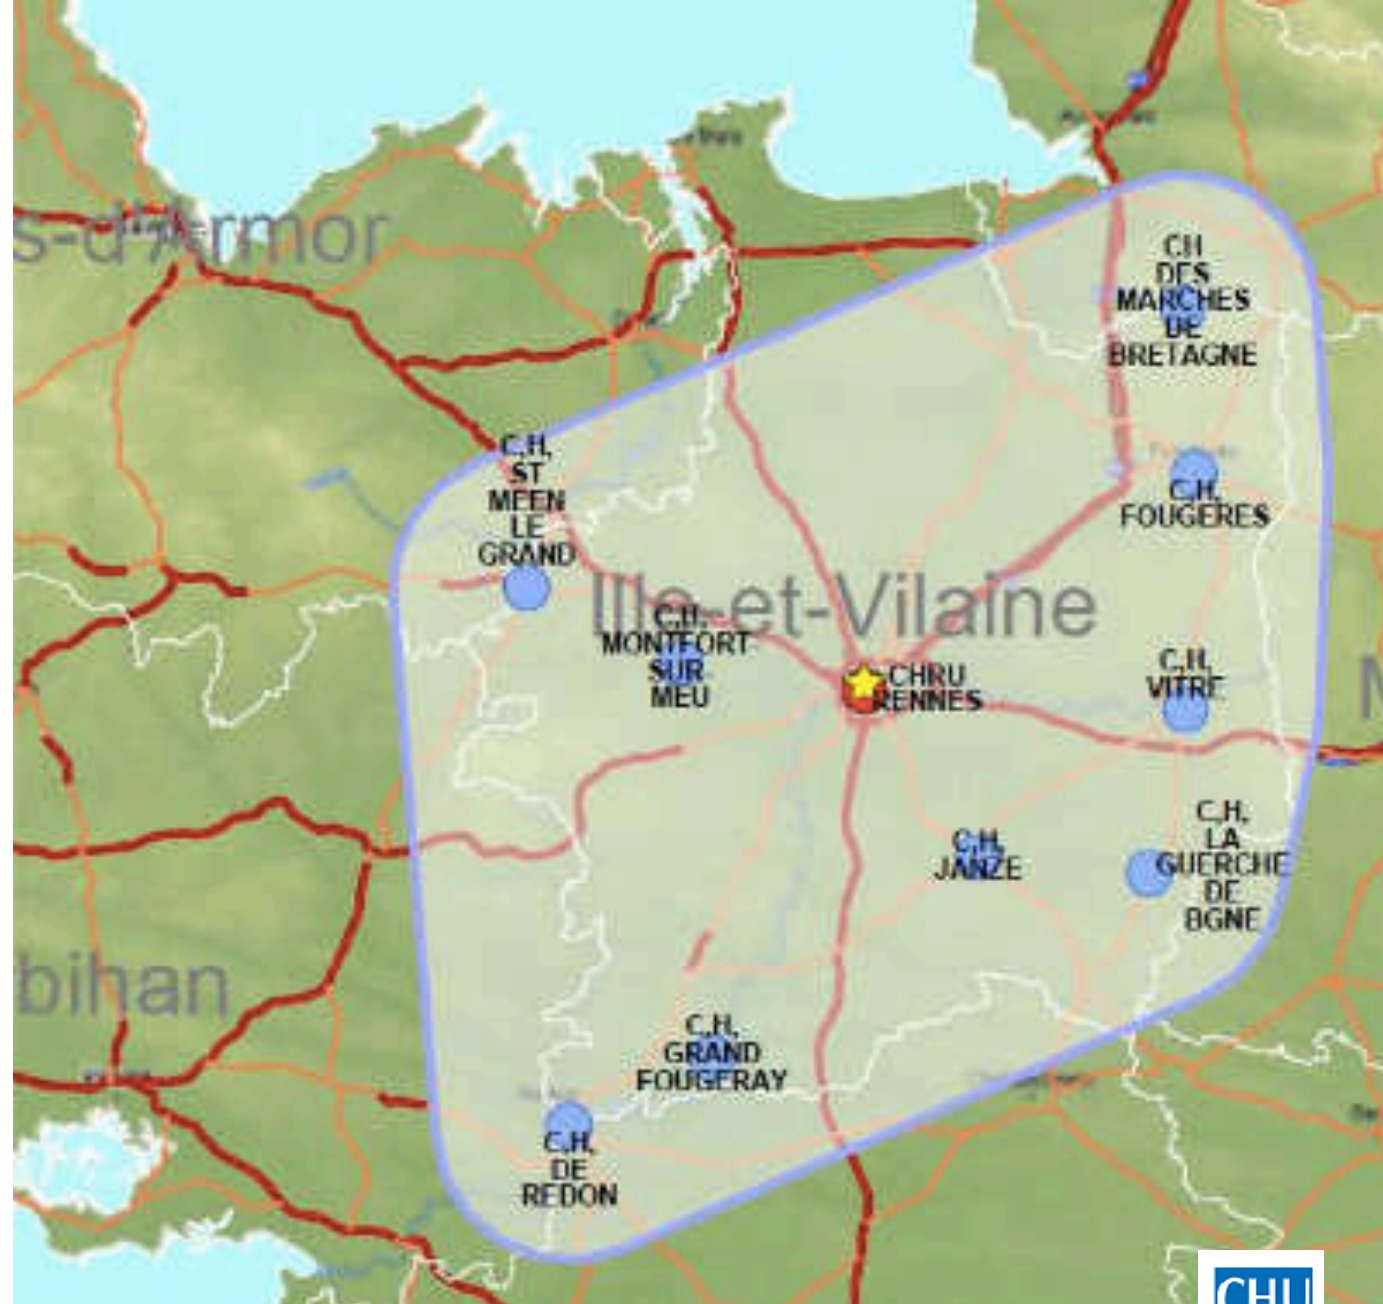 s-d'Armor
CH
DES
MARCHES
DE
BRETAGNE
C.H.
ST
MEEN
LE
GRAND
C.H.
FOUGERES
Ille-et-Vilaine
C.H.
MONTFORT
SUR
MEU
CHRU
RENNES
C.H.
VITRE
M
C.H.
JANZE
C.H.
LA
GUERCHE
DE
BGNE
bihan
C.H.
GRAND
FOUGERAY
C.H.
DE
REDON
CHU